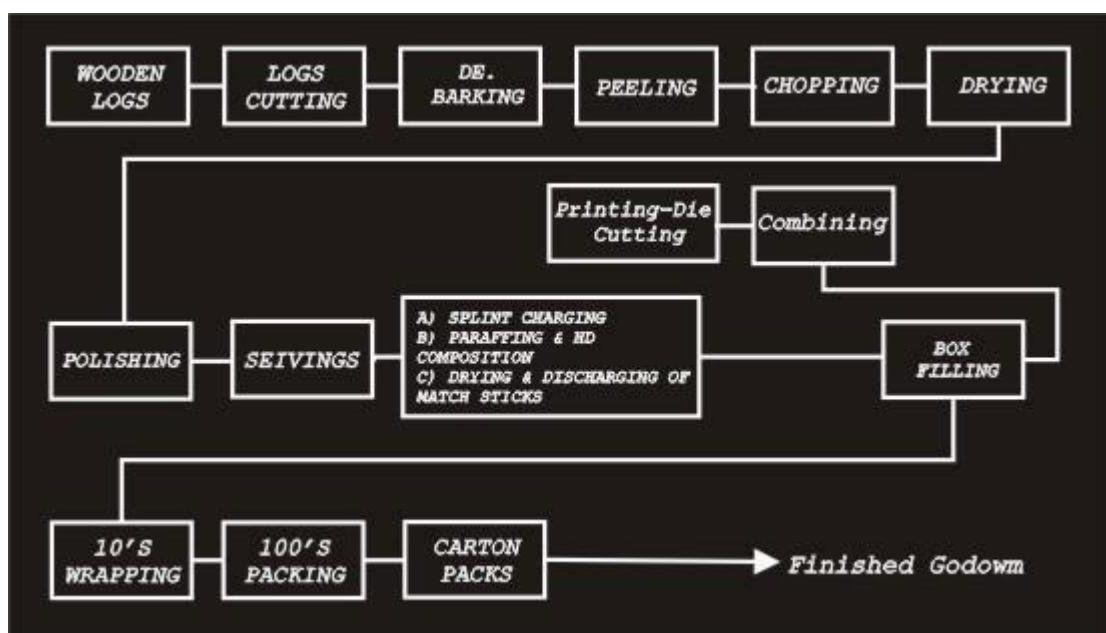 WOODEN
LOGS
LOGS
CUTTING
DE.
BARKING
PEELING
CHOPPING
DRYING
Printing-Die
Cutting
Combining
POLISHING
SEIVINGS
A) SPLINT CHARGING
B) PARAFFING & HD
COMPOSITION
C) DRYING & DISCHARGING OF
MATCH STICKS
BOX
FILLING
10'S
WRAPPING
100'S
PACKING
CARTON
PACKS
Finished Godowm